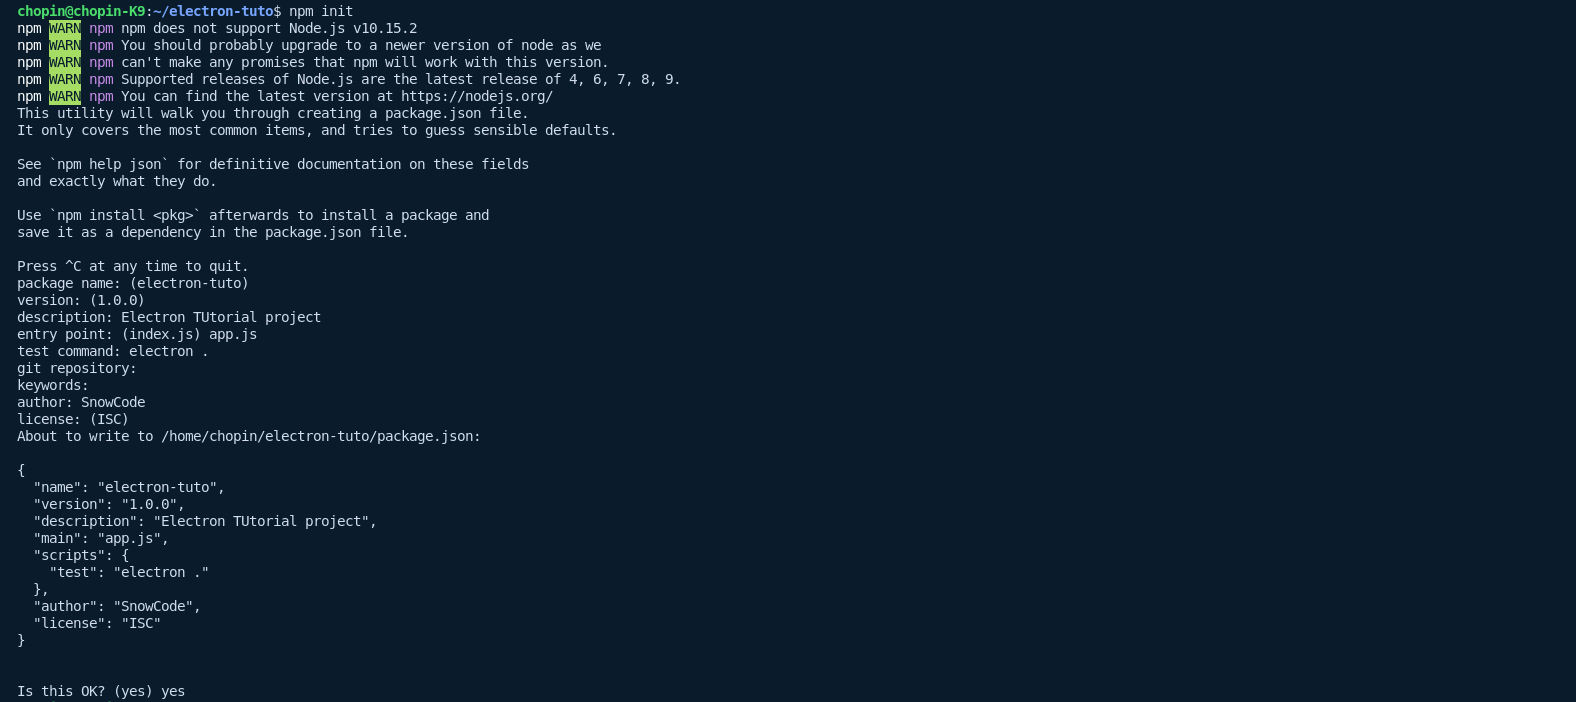 chopin@chopin-K9:~/electron-tuto$ npm init
npm WARN npm npm does not support Node.js v10.15.2
npm WARN npm You should probably upgrade to a newer version of node as we
npm WARN npm can't make any promises that npm will work with this version.
npm WARN npm Supported releases of Node.js are the latest release of 4, 6, 7, 8, 9.
npm WARN npm You can find the latest version at https://nodejs.org/
This utility will walk you through creating a package.json file.
It only covers the most common items, and tries to guess sensible defaults.

See `npm help json` for definitive documentation on these fields
and exactly what they do.

Use `npm install <pkg>` afterwards to install a package and
save it as a dependency in the package.json file.

Press ^C at any time to quit.
package name: (electron-tuto)
version: (1.0.0)
description: Electron TUtorial project
entry point: (index.js) app.js
test command: electron .
git repository:
keywords:
author: SnowCode
license: (ISC)
About to write to /home/chopin/electron-tuto/package.json:

{
  "name": "electron-tuto",
  "version": "1.0.0",
  "description": "Electron TUtorial project",
  "main": "app.js",
  "scripts": {
    "test": "electron ."
  },
  "author": "SnowCode",
  "license": "ISC"
}

Is this OK? (yes) yes